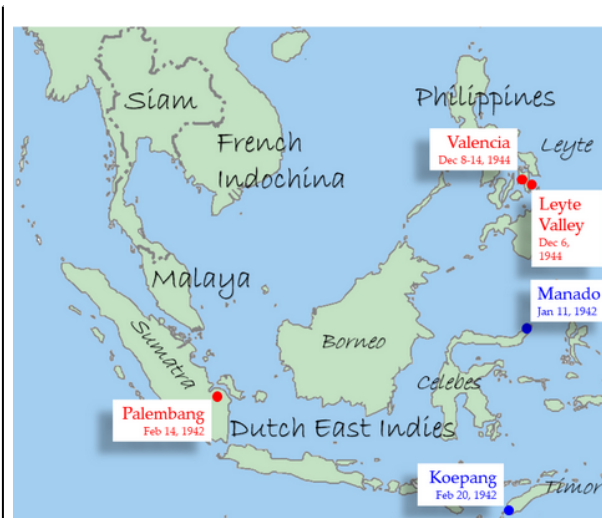 Siam
Philippines
French
Indochina
Valencia
Dec 8-14, 1944
Leyte
Leyte
Valley
Dec 6,
1944
Malaya
Manado
Jan 11, 1942
Sumatra
Borneo
Celebes
Palembang
Feb 14, 1942
Dutch East Indies
Koepang
Feb 20, 1942
Timor